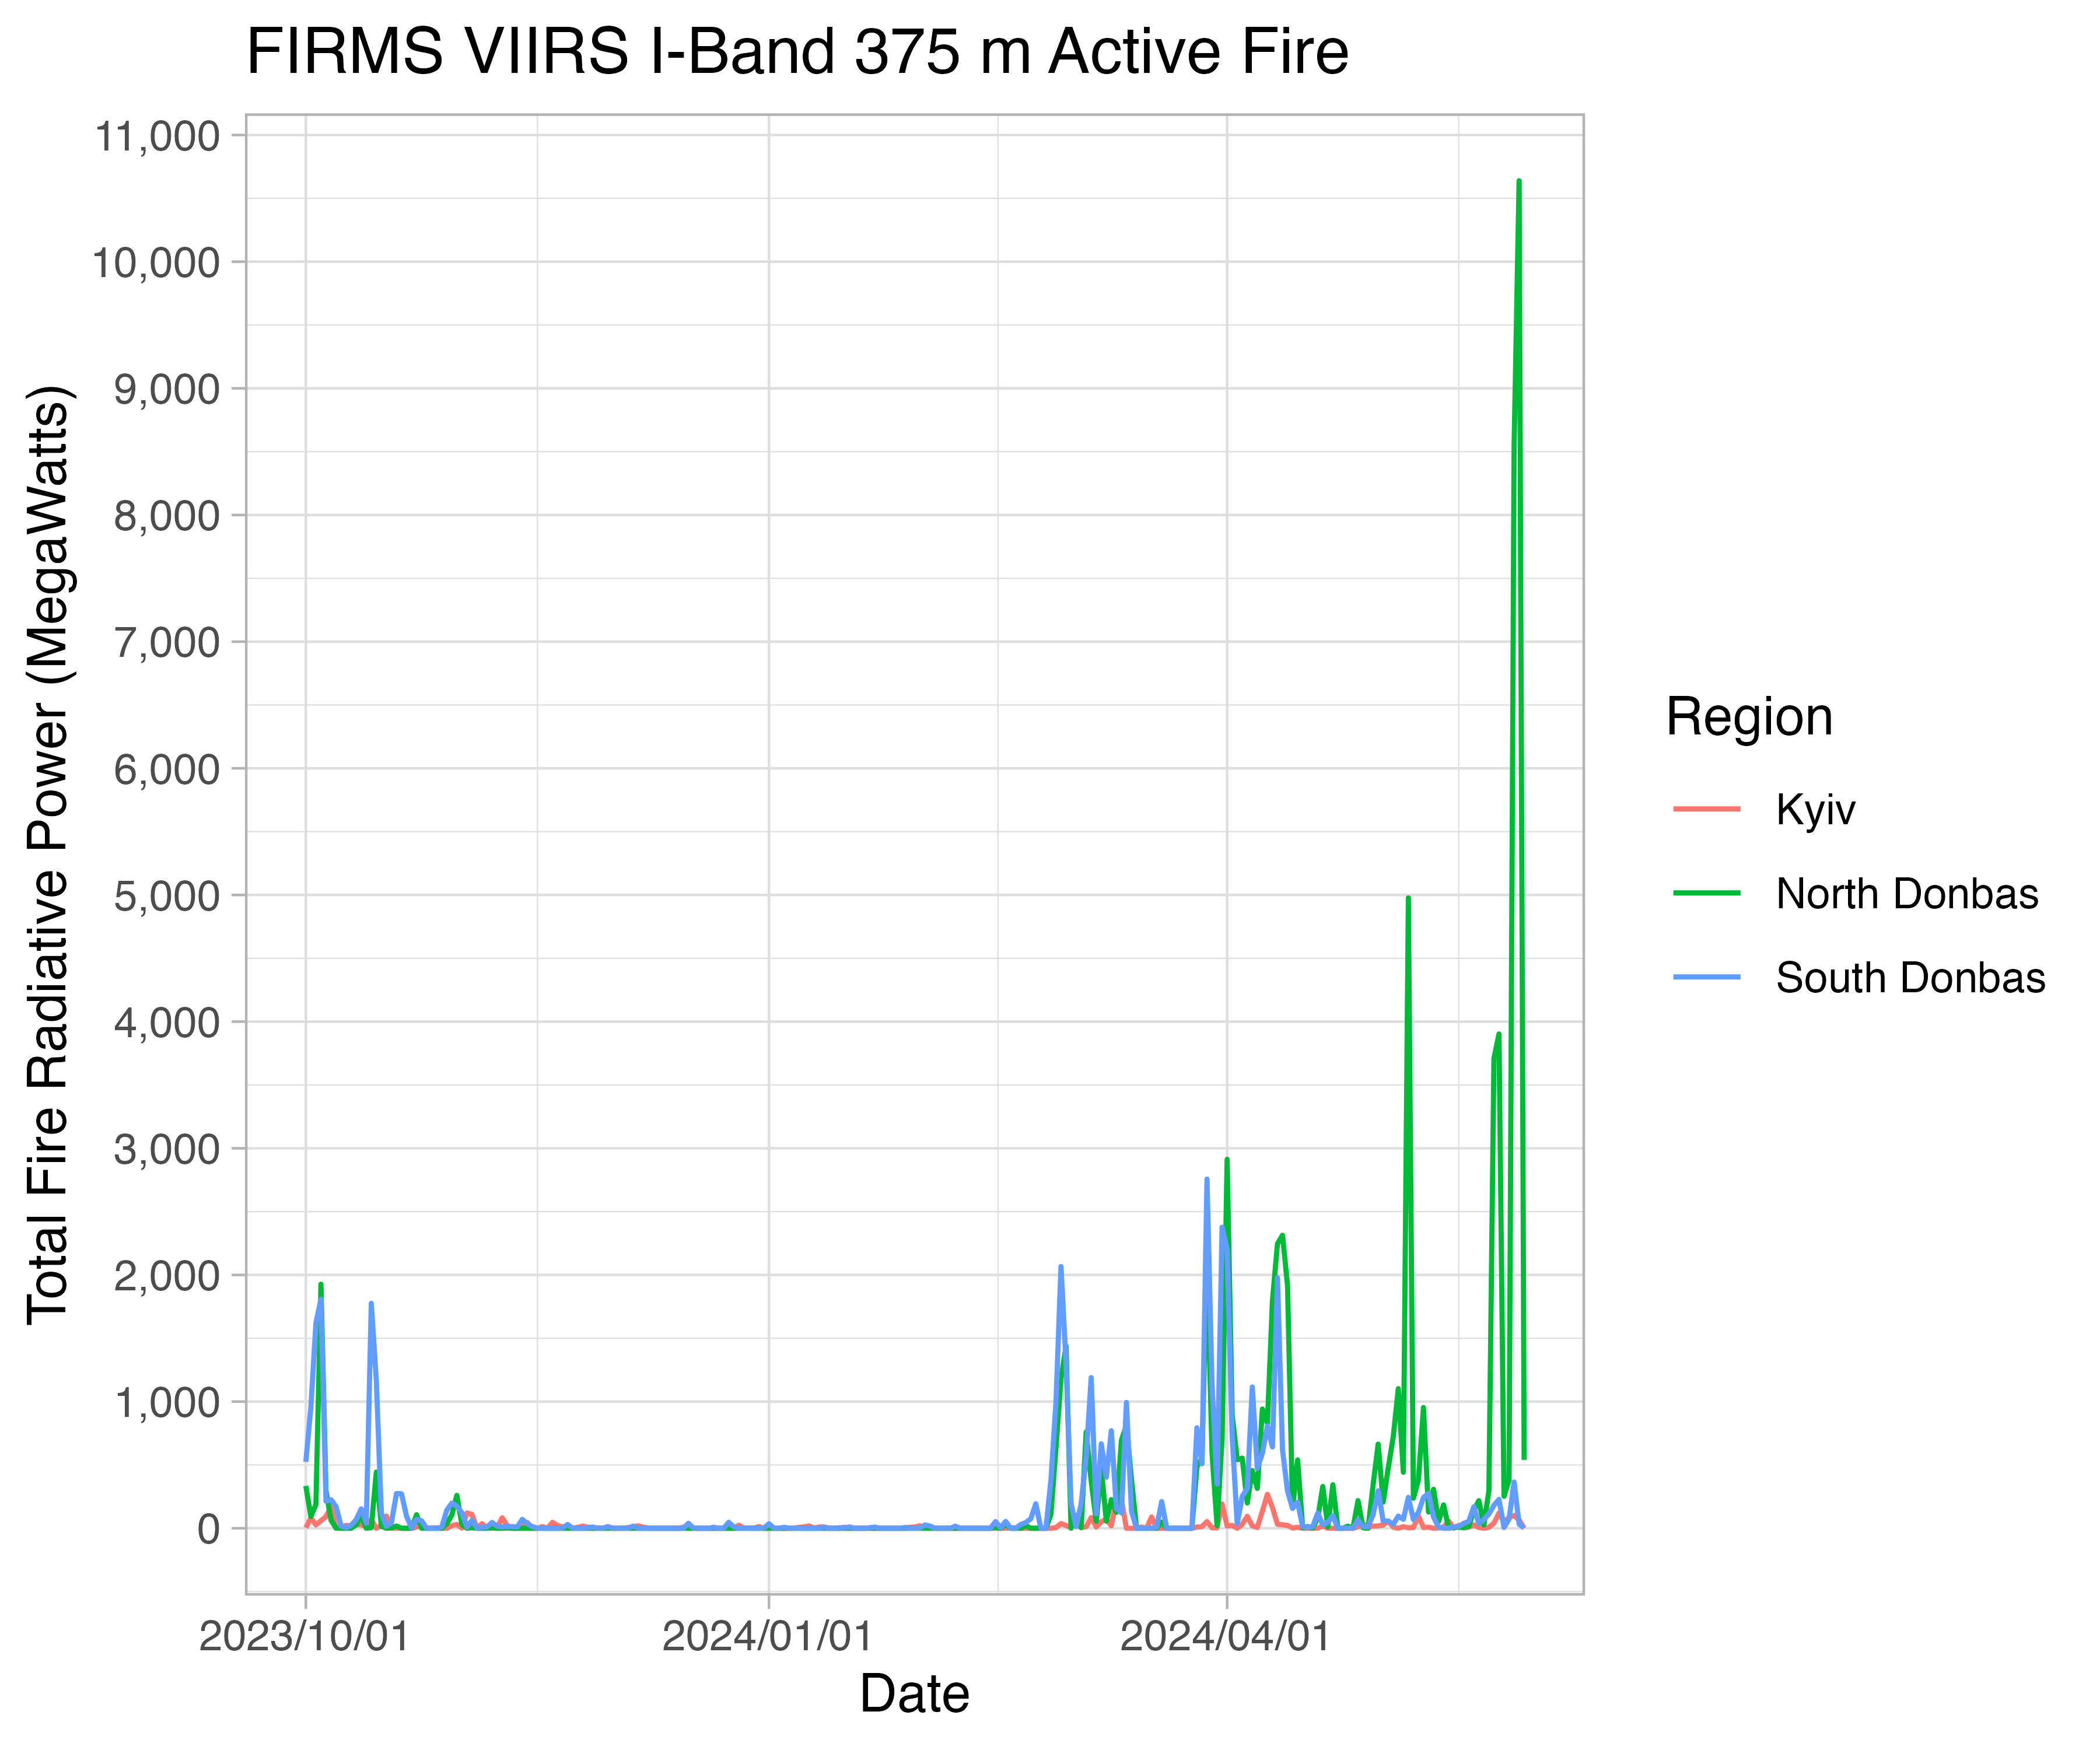 FIRMS VIIRS I-Band 375 m Active Fire
Total Fire Radiative Power (MegaWatts)
11,000
10,000
9,000
8,000
7,000
6,000
5,000
4,000
3,000
2,000
1,000
0
2023/10/01
2024/01/01
2024/04/01
Date
Region
Kyiv
North Donbas
South Donbas